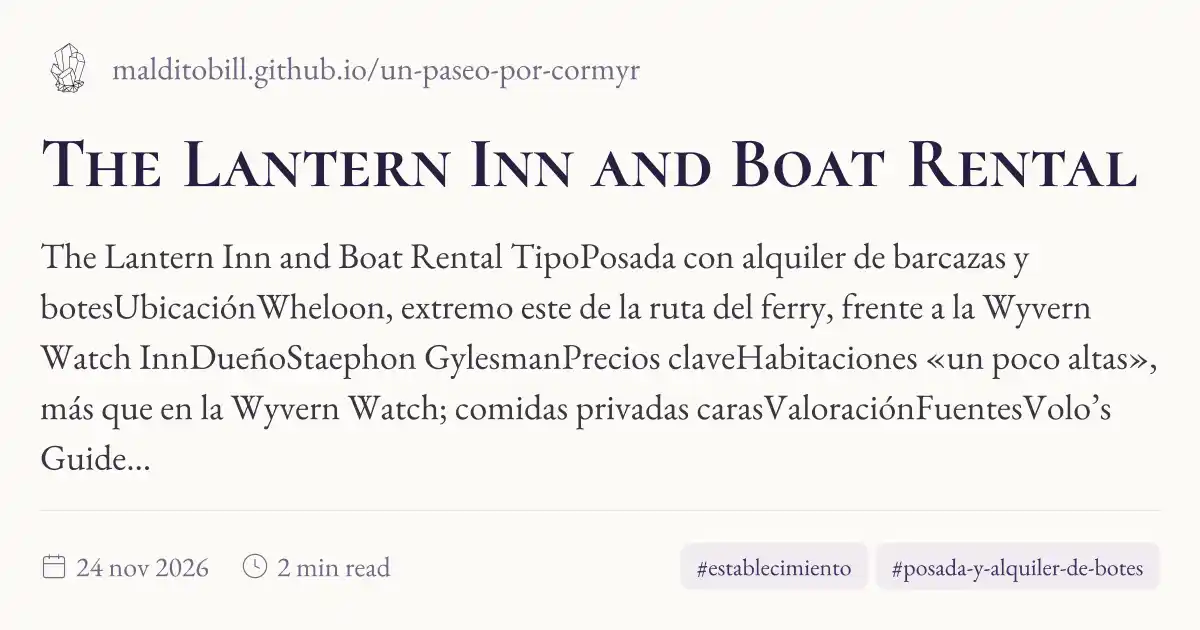 malditobill.github.io/un-paseo-por-cormyr
The Lantern Inn and Boat Rental
The Lantern Inn and Boat Rental TipoPosada con alquiler de barcazas y
botesUbicaciónWheloon, extremo este de la ruta del ferry, frente a la Wyvern
Watch InnDueñoStaephon GylesmanPrecios claveHabitaciones «un poco altas»,
más que en la Wyvern Watch; comidas privadas carasValoraciónFuentesVolo’s
Guide...
24 nov 2026 2 min read #establecimiento #posada-y-alquiler-de-botes